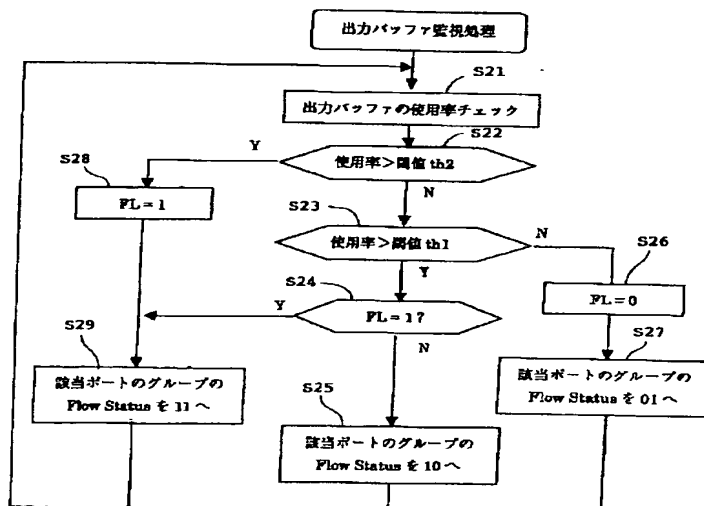 出力バッファ監視処理
S21
出力バッファの使用率チェック
S22
使用率＞閾値 th2
Y
N
S28
FL＝1
S23
使用率＞閾値 th1
N
Y
S26
FL＝0
S24
FL＝1?
Y
N
S29
該当ポートのグループの
Flow Status を 11 へ
S27
該当ポートのグループの
Flow Status を 01 へ
S25
該当ポートのグループの
Flow Status を 10 へ